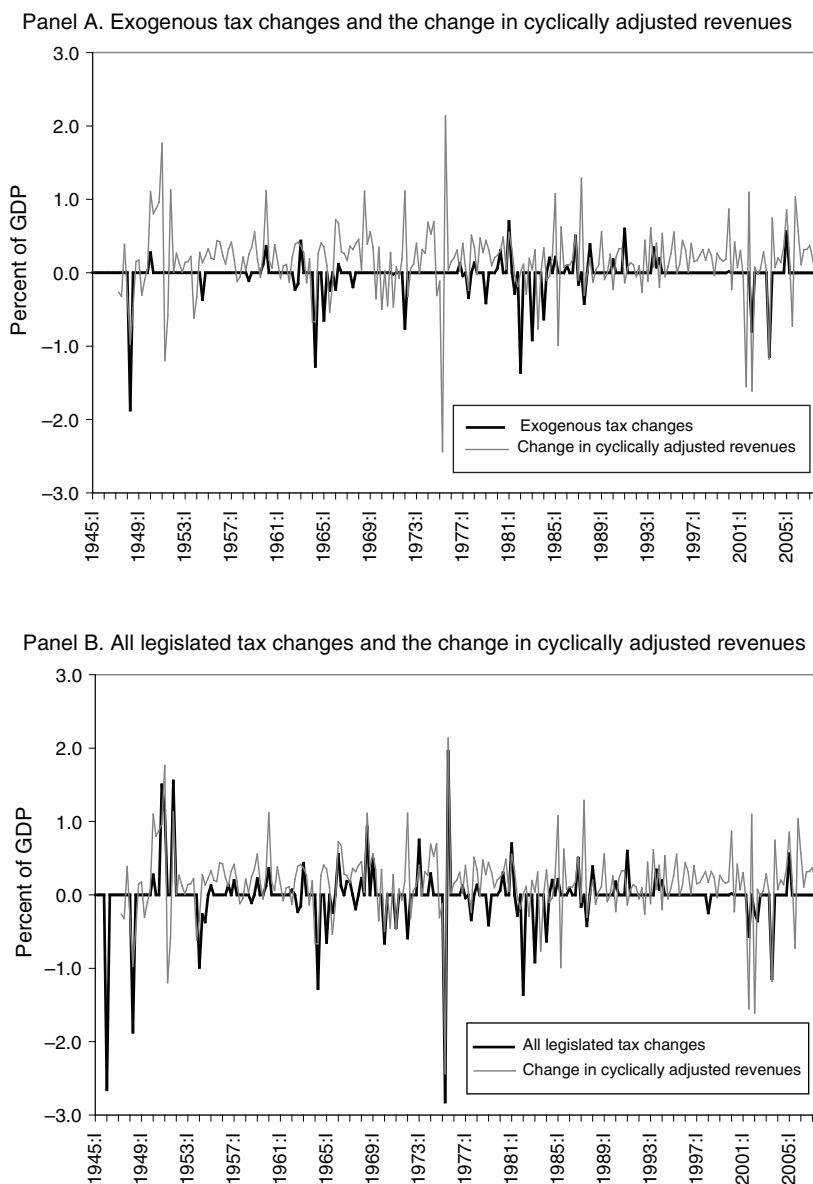 Panel A. Exogenous tax changes and the change in cyclically adjusted revenues
3.0
2.0
1.0
0.0
−1.0
−2.0
−3.0
Percent of GDP
Exogenous tax changes
Change in cyclically adjusted revenues
1945:I
1949:I
1953:I
1957:I
1961:I
1965:I
1969:I
1973:I
1977:I
1981:I
1985:I
1989:I
1993:I
1997:I
2001:I
2005:I
Panel B. All legislated tax changes and the change in cyclically adjusted revenues
3.0
2.0
1.0
0.0
−1.0
−2.0
−3.0
Percent of GDP
All legislated tax changes
Change in cyclically adjusted revenues
1945:I
1949:I
1953:I
1957:I
1961:I
1965:I
1969:I
1973:I
1977:I
1981:I
1985:I
1989:I
1993:I
1997:I
2001:I
2005:I